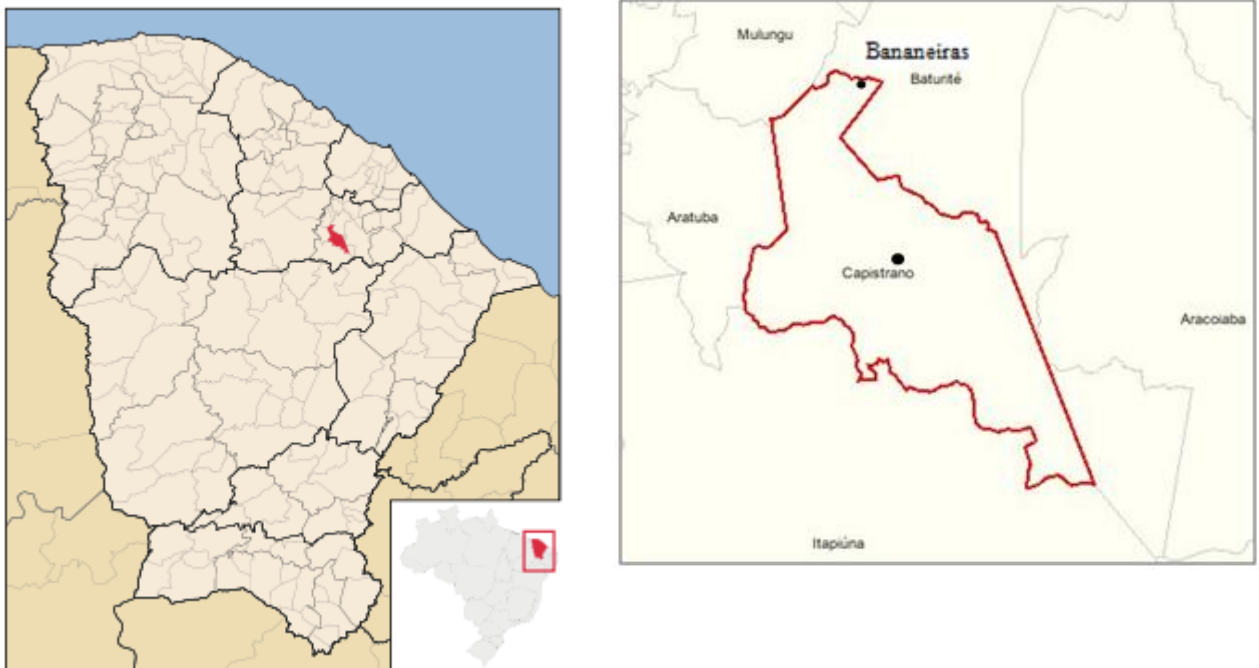 Mulungu
Bananeiras
Baturité
Aratuba
Capistrano
Aracoiaba
Itapiúna